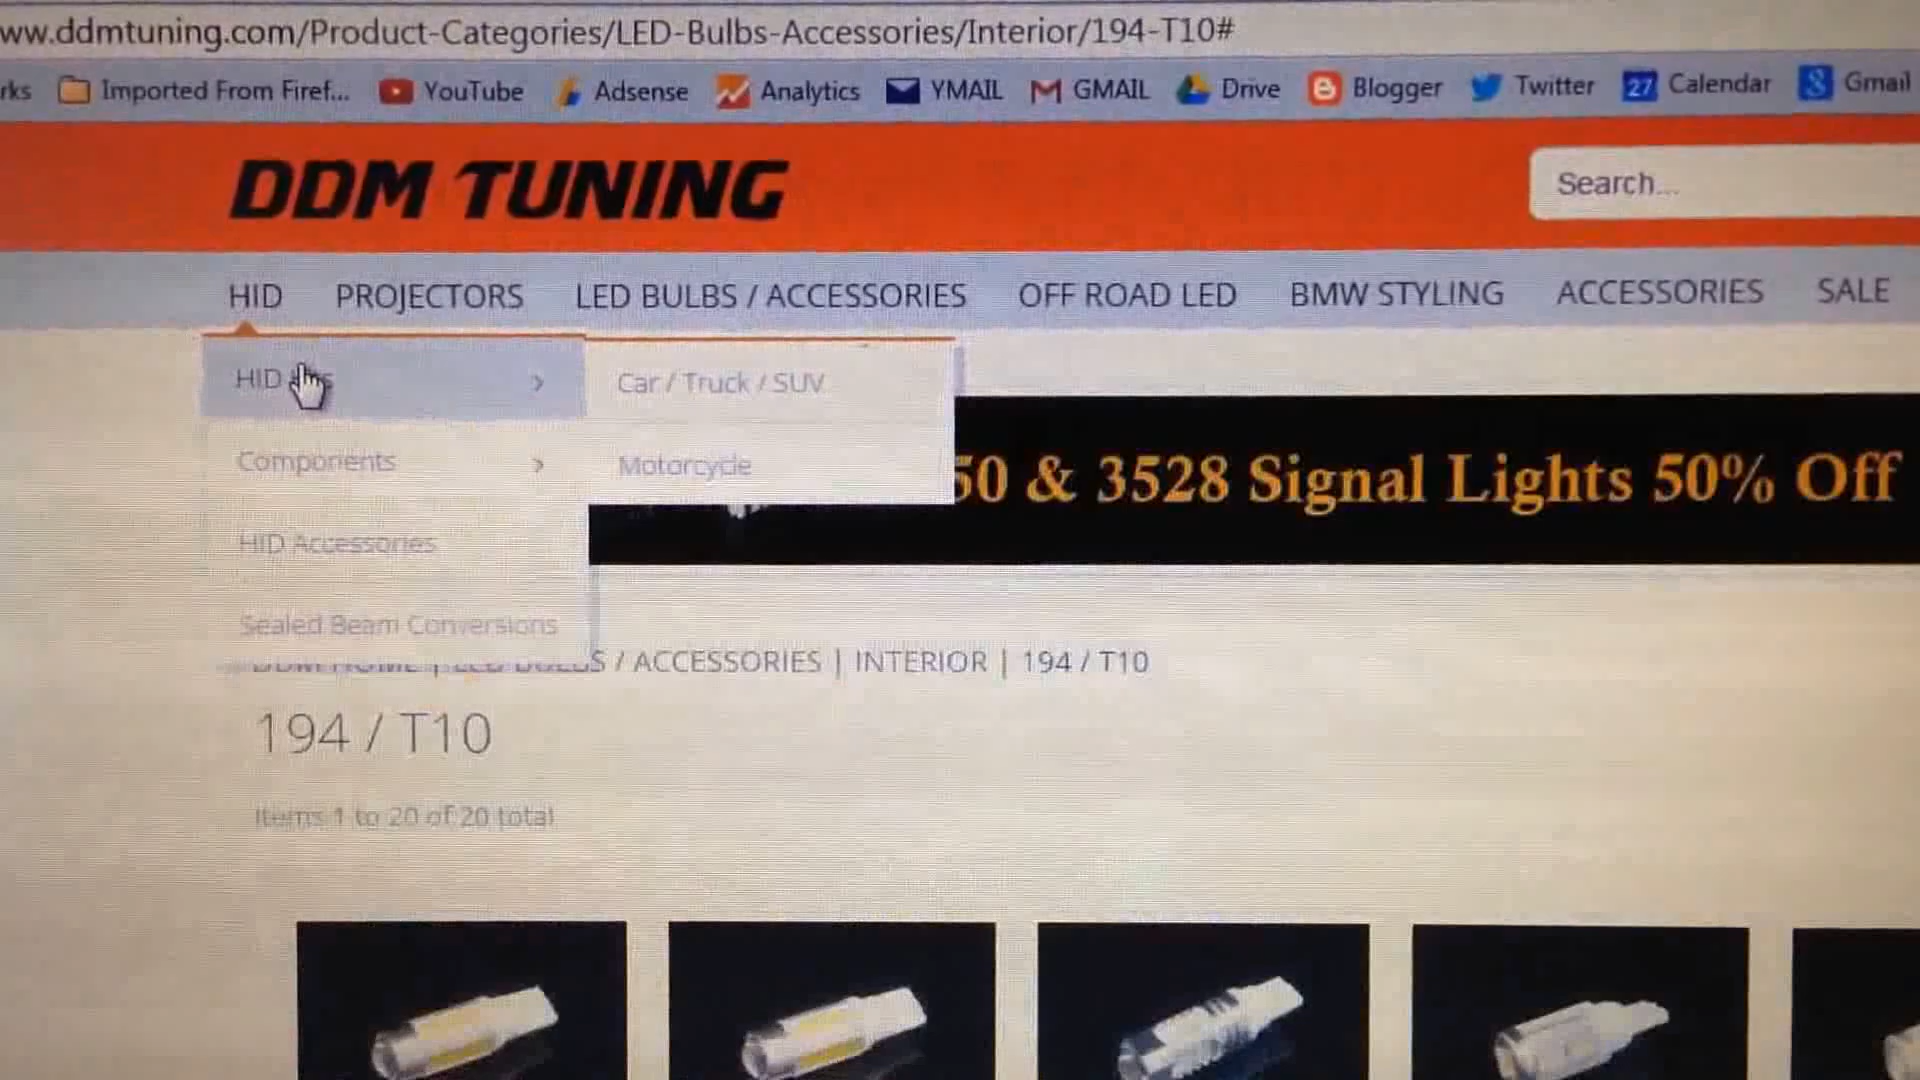 ww.ddmtuning.com/Product-Categories/LED-Bulbs-Accessories/Interior/194-T10#
rks Imported From Firef... YouTube Adsense Analytics YMAIL GMAIL Drive Blogger Twitter 27 Calendar 8 Gmail
DDM TUNING
Search...
HID PROJECTORS LED BULBS / ACCESSORIES OFF ROAD LED BMW STYLING ACCESSORIES SALE
HID
Car / Truck / SUV
Components
Motorcycle
50 & 3528 Signal Lights 50% Off
HID Accessories
Sealed Beam Conversions
/ ACCESSORIES | INTERIOR | 194 / T10
194 / T10
Items 1 to 20 of 20 total